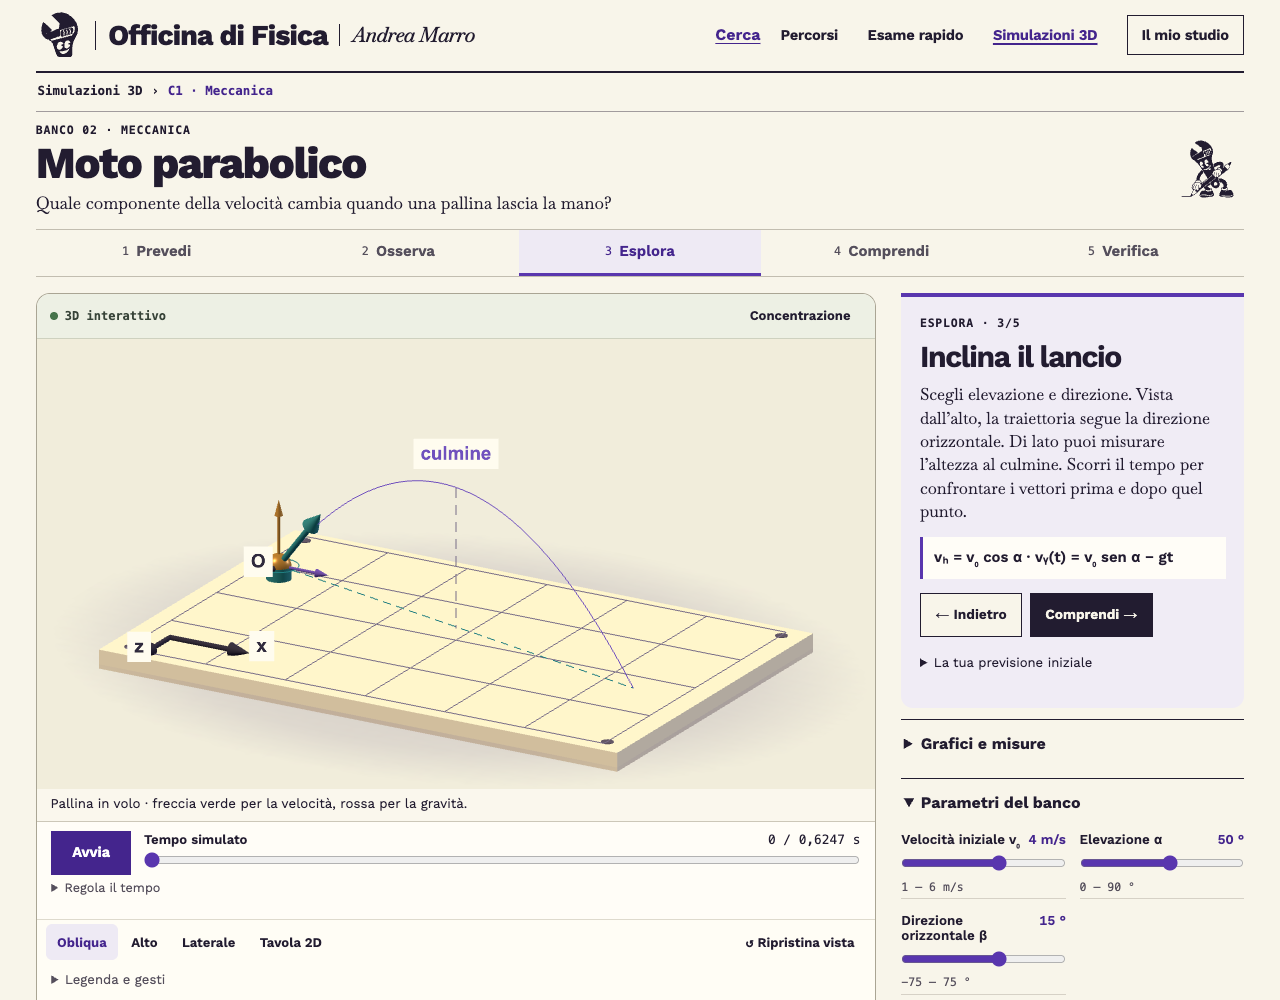 Officina di Fisica
Andrea Marro
Cerca
Percorsi
Esame rapido
Simulazioni 3D
Il mio studio
Simulazioni 3D › C1 · Meccanica
BANCO 02 · MECCANICA
Moto parabolico
Quale componente della velocità cambia quando una pallina lascia la mano?
1 Prevedi
2 Osserva
3 Esplora
4 Comprendi
5 Verifica
3D interattivo
Concentrazione
culmine
O
z
x
Pallina in volo · freccia verde per la velocità, rossa per la gravità.
Avvia
Tempo simulato
0 / 0,6247 s
Regola il tempo
Obliqua
Alto
Laterale
Tavola 2D
↺ Ripristina vista
Legenda e gesti
ESPLORA · 3/5
Inclina il lancio
Scegli elevazione e direzione. Vista
dall’alto, la traiettoria segue la direzione
orizzontale. Di lato puoi misurare
l’altezza al culmine. Scorri il tempo per
confrontare i vettori prima e dopo quel
punto.
vₕ = v₀ cos α · vᵧ(t) = v₀ sen α − gt
← Indietro
Comprendi →
La tua previsione iniziale
Grafici e misure
Parametri del banco
Velocità iniziale v₀ 4 m/s
1 — 6 m/s
Elevazione α 50 °
0 — 90 °
Direzione
orizzontale β
15 °
−75 — 75 °